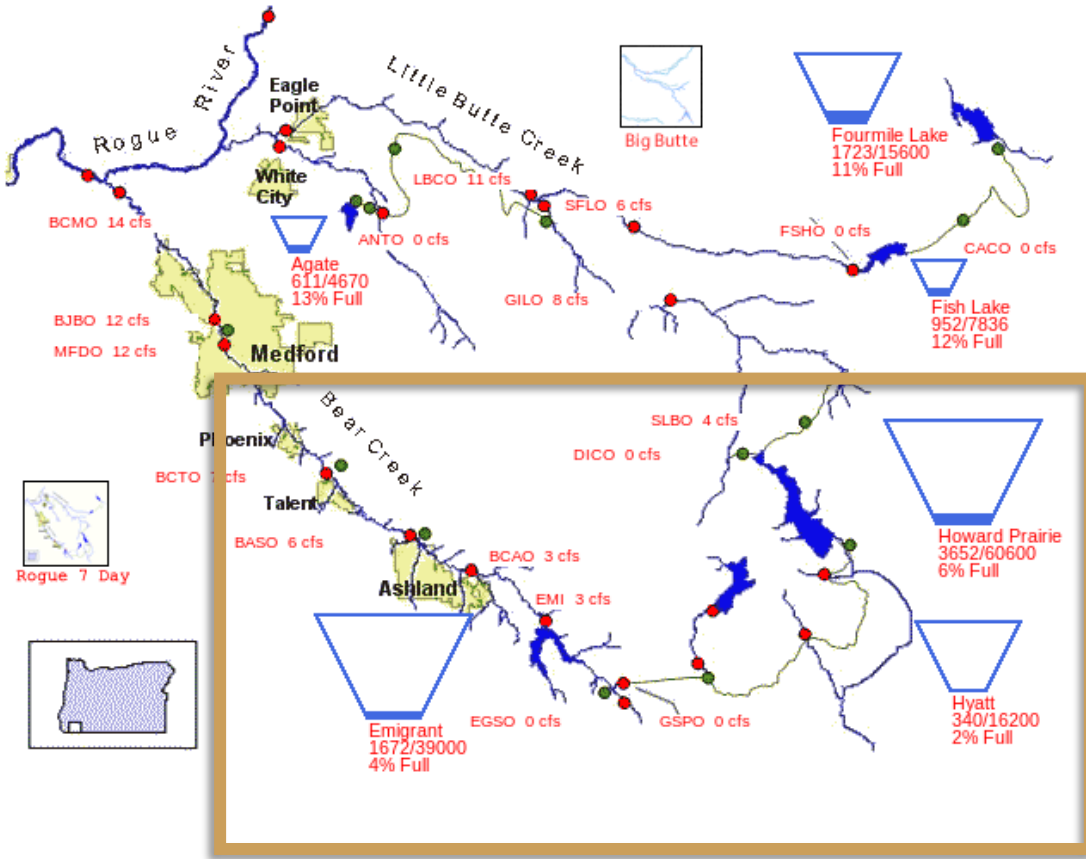 Rogue River
Eagle
Point
Little Butte Creek
Big Butte
Fourmile Lake
1723/15600
11% Full
White
City
LBCO 11 cfs
SFLO 6 cfs
BCMO 14 cfs
ANTO 0 cfs
FSHO 0 cfs
CACO 0 cfs
Agate
611/4670
13% Full
GILO 8 cfs
Fish Lake
952/7836
12% Full
BJBO 12 cfs
MFDO 12 cfs
Medford
Bear Creek
SLBO 4 cfs
Phoenix
DICO 0 cfs
BCTO 7 cfs
Talent
Howard Prairie
3652/60600
6% Full
BASO 6 cfs
BCAO 3 cfs
Rogue 7 Day
Ashland
EMI 3 cfs
EGSO 0 cfs
GSPO 0 cfs
Hyatt
340/16200
2% Full
Emigrant
1672/39000
4% Full